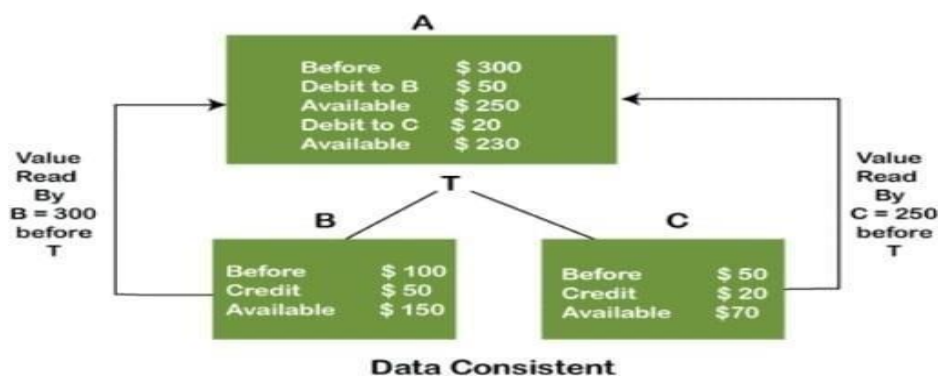 A
Before $ 300
Debit to B $ 50
Available $ 250
Debit to C $ 20
Available $ 230
Value
Read
By
B = 300
before
T
Value
Read
By
C = 250
before
T
T
B
Before $ 100
Credit $ 50
Available $ 150
C
Before $ 50
Credit $ 20
Available $70
Data Consistent